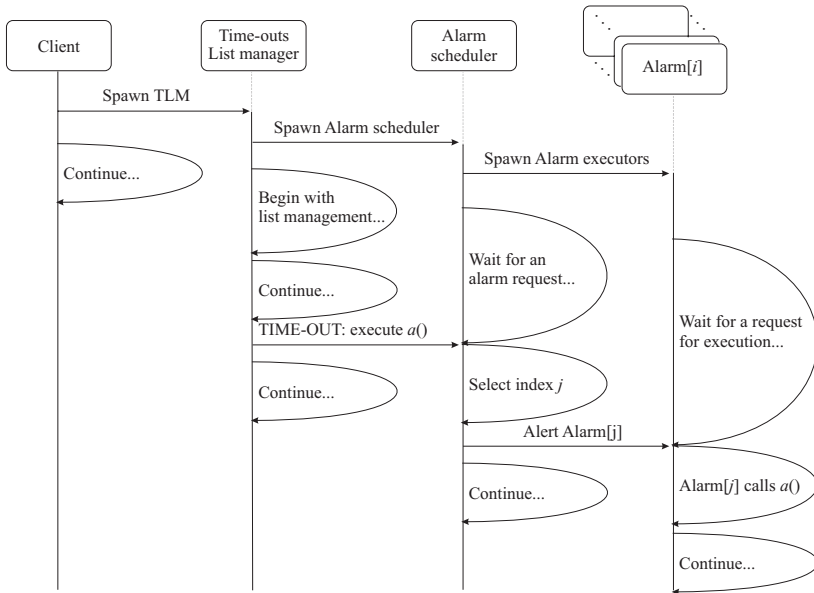 Client
Time-outs
List manager
Alarm
scheduler
Alarm[i]
Spawn TLM
Spawn Alarm scheduler
Spawn Alarm executors
Continue...
Begin with
list management...
Wait for an
alarm request...
Continue...
Wait for a request
for execution...
TIME-OUT: execute a()
Continue...
Select index j
Alert Alarm[j]
Continue...
Alarm[j] calls a()
Continue...